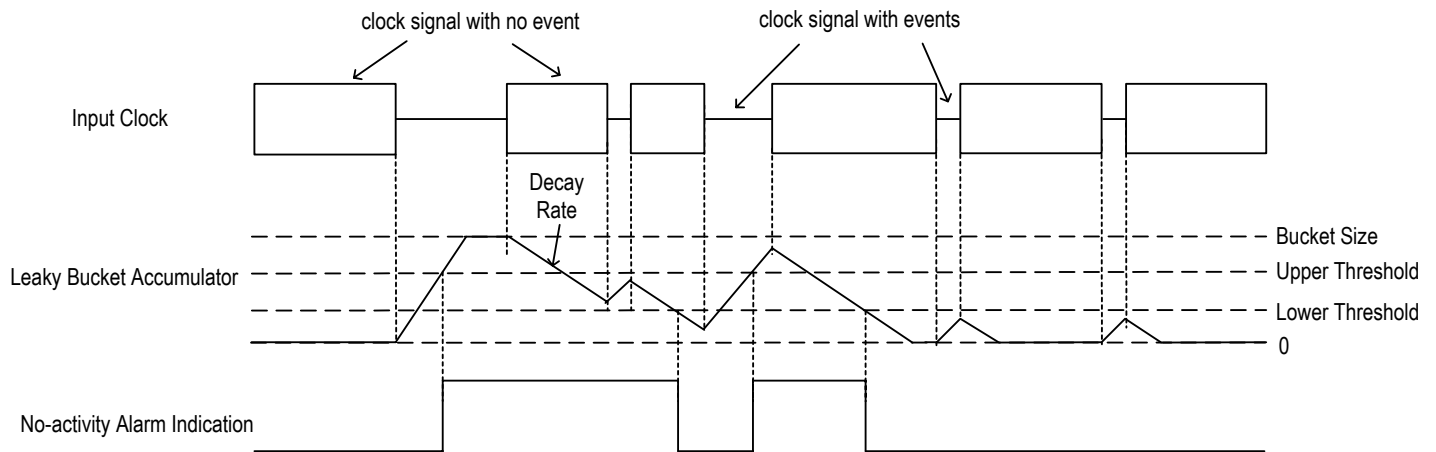 clock signal with no event
clock signal with events
Input Clock
Decay
Rate
Bucket Size
Leaky Bucket Accumulator
Upper Threshold
Lower Threshold
0
No-activity Alarm Indication